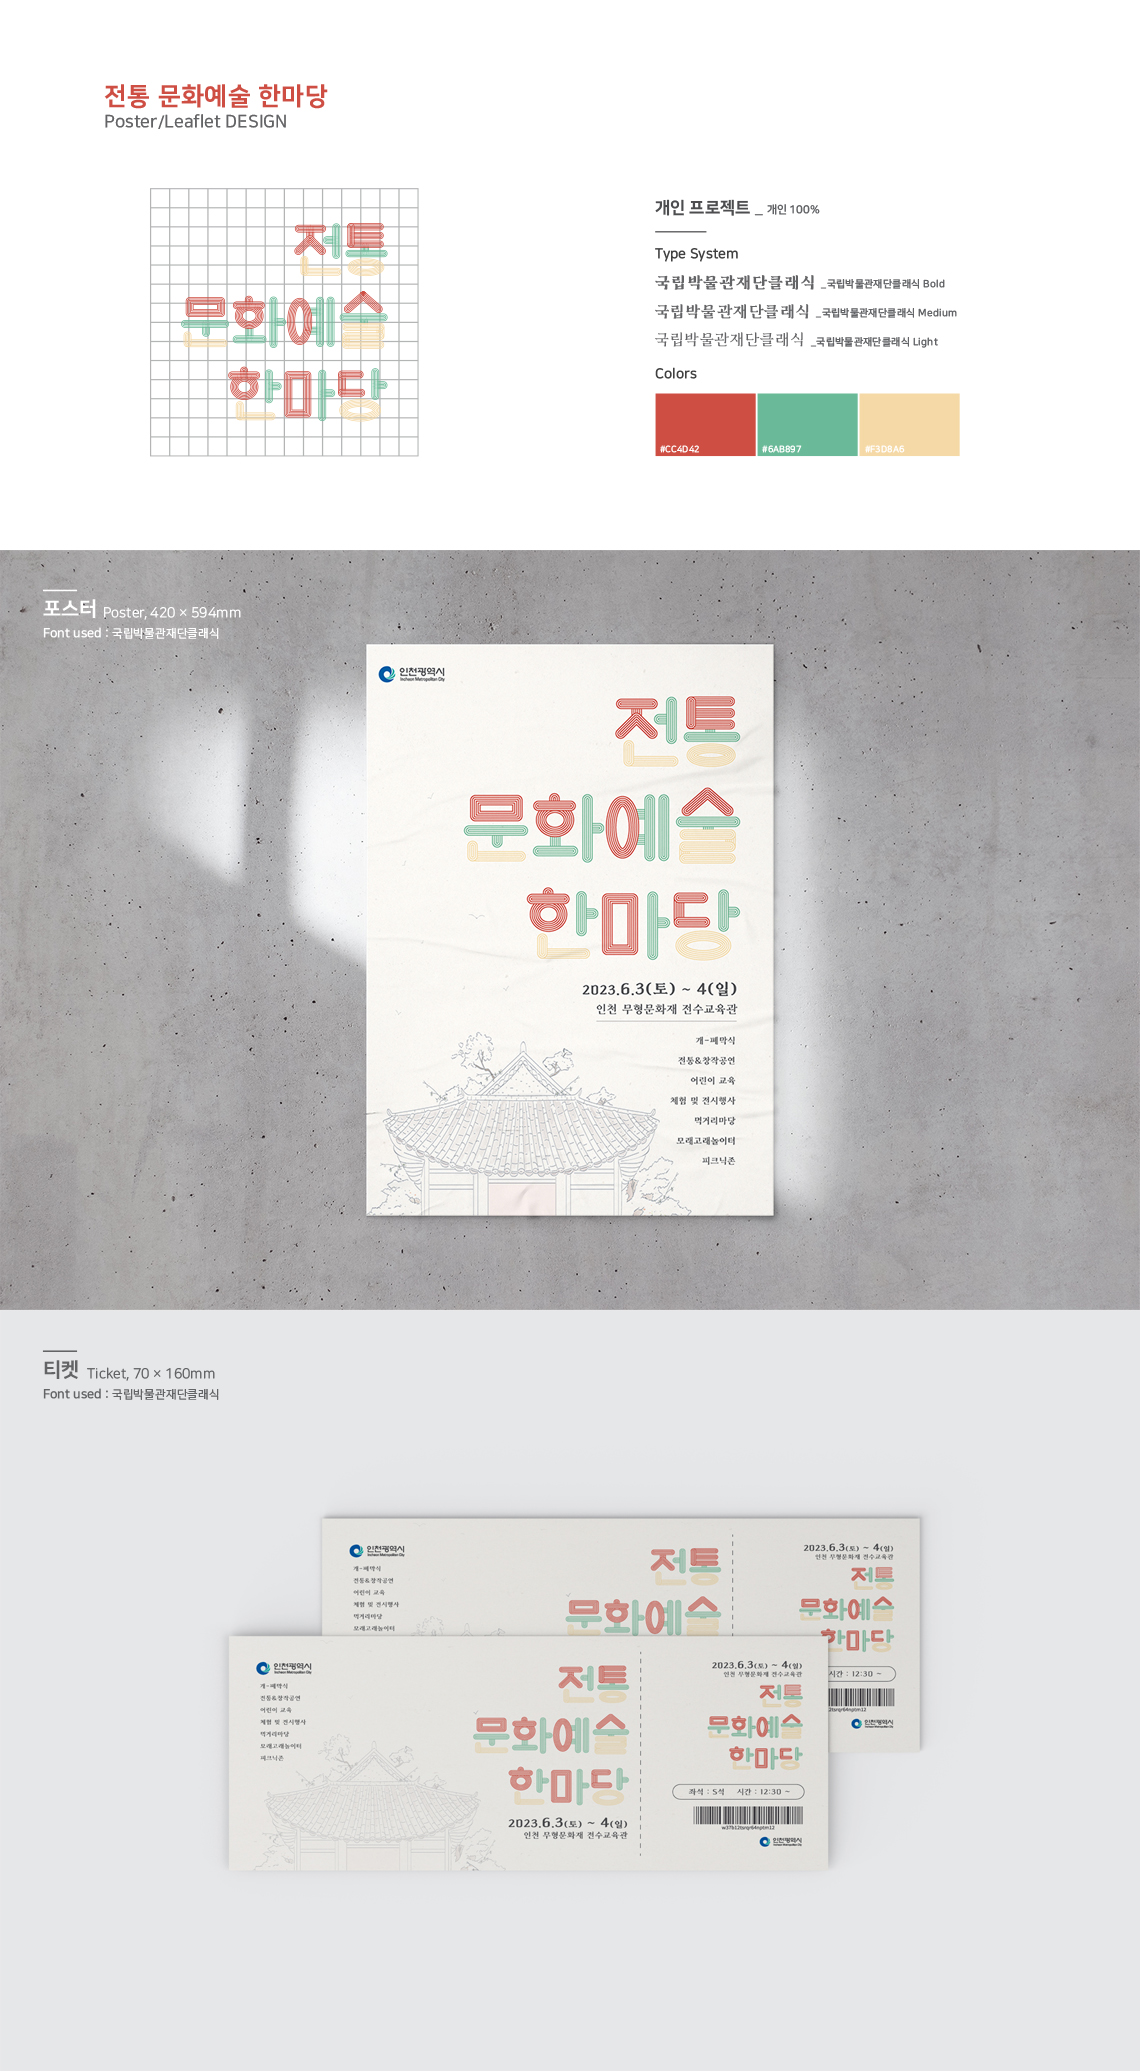 전통 문화예술 한마당
Poster/Leaflet DESIGN
전통
문화예술
한마당
개인 프로젝트 _ 개인 100%
Type System
국립박물관재단클래식 _국립박물관재단클래식 Bold
국립박물관재단클래식 _국립박물관재단클래식 Medium
국립박물관재단클래식 _국립박물관재단클래식 Light
Colors
#CC4D42 #6AB897 #F3D8A6
포스터 Poster, 420 × 594mm
Font used : 국립박물관재단클래식
인천광역시
Incheon Metropolitan City
전통
문화예술
한마당
2023.6.3(토) ~ 4(일)
인천 무형문화재 전수교육관
개-폐막식
전통&창작공연
어린이 교육
체험 및 전시행사
먹거리마당
모래고래놀이터
피크닉존
티켓 Ticket, 70 × 160mm
Font used : 국립박물관재단클래식
인천광역시
Incheon Metropolitan City
개-폐막식
전통&창작공연
어린이 교육
체험 및 전시행사
먹거리마당
모래고래놀이터
전통
문화예술
2023.6.3(토) ~ 4(일)
인천 무형문화재 전수교육관
전통
문화예술
한마당
시간 : 12:30 ~
인천광역시
인천광역시
Incheon Metropolitan City
개-폐막식
전통&창작공연
어린이 교육
체험 및 전시행사
먹거리마당
모래고래놀이터
피크닉존
전통
문화예술
한마당
2023.6.3(토) ~ 4(일)
인천 무형문화재 전수교육관
2023.6.3(토) ~ 4(일)
인천 무형문화재 전수교육관
전통
문화예술
한마당
좌석 : S석 시간 : 12:30 ~
인천광역시